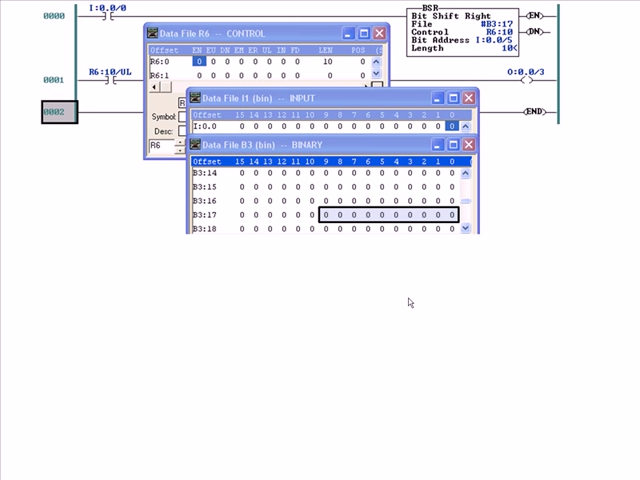 I:0.0/0
0000
BSR
Bit Shift Right
File #B3:17
Control R6:10
Bit Address I:0.0/5
Length 10<
(EN)
(DN)
R6:10/UL
0001
O:0.0/3
0002
(END)
Data File R6 -- CONTROL
Offset EN EU DN EM ER UL IN FD LEN POS (S
R6:0 0 0 0 0 0 0 0 0 10 0
R6:1 0 0 0 0 0 0 0 0 0 0
R
Symbol:
Desc:
R6
Data File I1 (bin) -- INPUT
Offset 15 14 13 12 11 10 9 8 7 6 5 4 3 2 1 0
I:0.0 0 0 0 0 0 0 0 0 0 0 0 0 0 0 0 0
Data File B3 (bin) -- BINARY
Offset 15 14 13 12 11 10 9 8 7 6 5 4 3 2 1 0 (
B3:14 0 0 0 0 0 0 0 0 0 0 0 0 0 0 0 0
B3:15 0 0 0 0 0 0 0 0 0 0 0 0 0 0 0 0
B3:16 0 0 0 0 0 0 0 0 0 0 0 0 0 0 0 0
B3:17 0 0 0 0 0 0 0 0 0 0 0 0 0 0 0 0
B3:18 0 0 0 0 0 0 0 0 0 0 0 0 0 0 0 0